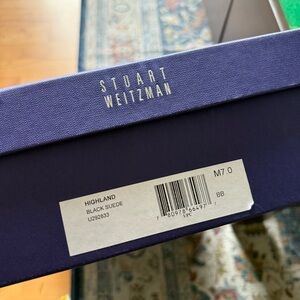 STUART
WEITZMAN
HIGHLAND
BLACK SUEDE
U292833
M7.0
BB